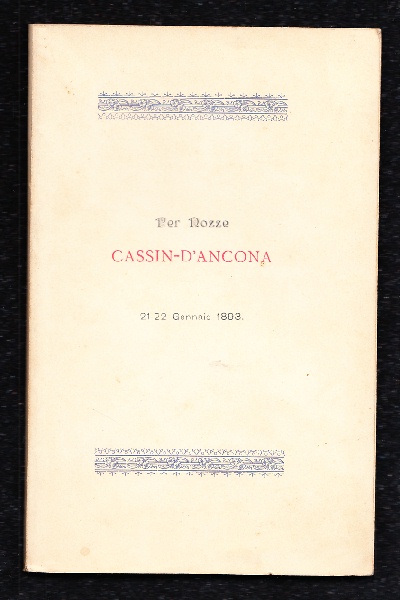 Per Nozze
CASSIN-D'ANCONA
21-22 Gennaio 1893.